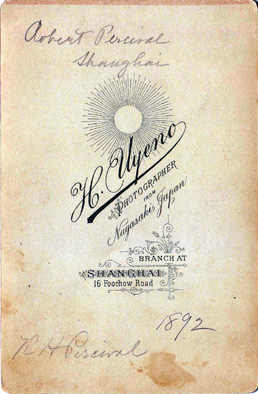 Robert Percival
Shanghai
H. Uyeno
PHOTOGRAPHER
FROM
Nagasaki, Japan
BRANCH AT
SHANGHAI
16 Foochow Road
1892
R H Percival